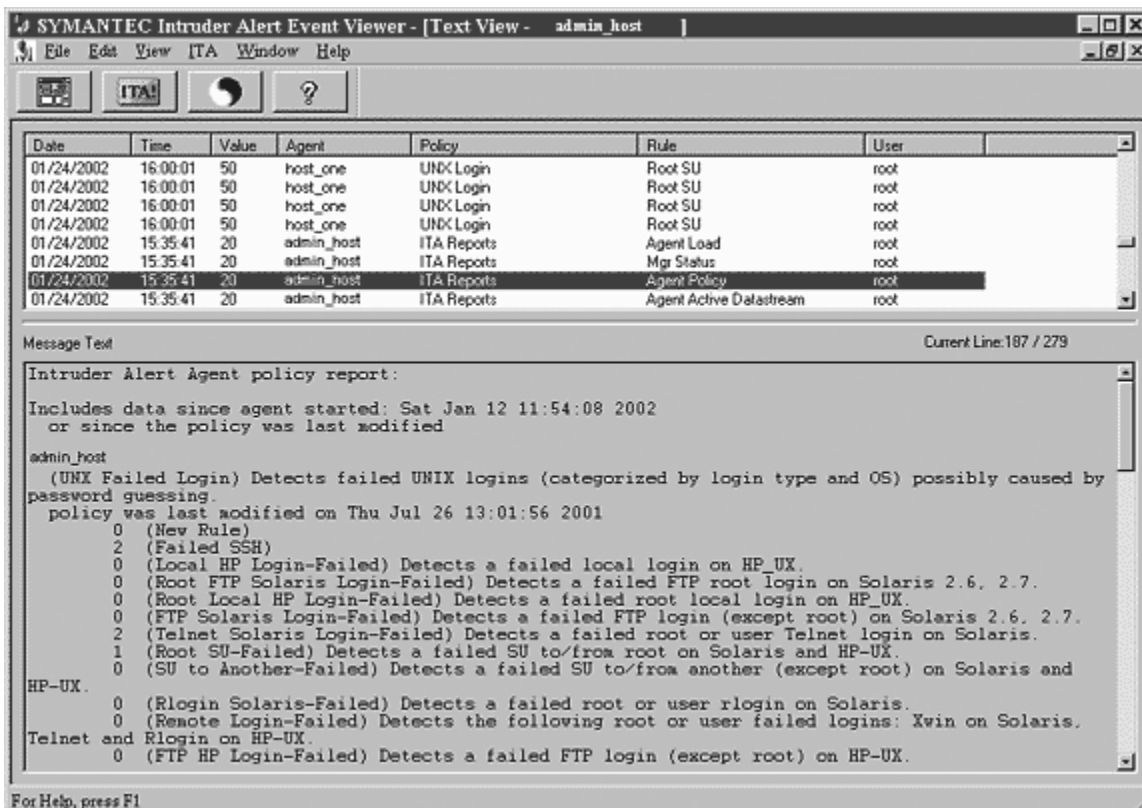 SYMANTEC Intruder Alert Event Viewer - [Text View - admin_host ]
File Edit View ITA Window Help
ITA! ?
Date Time Value Agent Policy Rule User
01/24/2002 16:00:01 50 host_one UNX Login Root SU root
01/24/2002 16:00:01 50 host_one UNX Login Root SU root
01/24/2002 16:00:01 50 host_one UNX Login Root SU root
01/24/2002 16:00:01 50 host_one UNX Login Root SU root
01/24/2002 15:35:41 20 admin_host ITA Reports Agent Load root
01/24/2002 15:35:41 20 admin_host ITA Reports Mgr Status root
01/24/2002 15:35:41 20 admin_host ITA Reports Agent Policy root
01/24/2002 15:35:41 20 admin_host ITA Reports Agent Active Datastream root
Message Text Current Line:187 / 279
Intruder Alert Agent policy report:
Includes data since agent started: Sat Jan 12 11:54:08 2002
or since the policy was last modified
admin_host
(UNX Failed Login) Detects failed UNIX logins (categorized by login type and OS) possibly caused by
password guessing.
policy was last modified on Thu Jul 26 13:01:56 2001
0 (New Rule)
2 (Failed SSH)
0 (Local HP Login-Failed) Detects a failed local login on HP_UX.
0 (Root FTP Solaris Login-Failed) Detects a failed FTP root login on Solaris 2.6, 2.7.
0 (Root Local HP Login-Failed) Detects a failed root local login on HP_UX.
0 (FTP Solaris Login-Failed) Detects a failed FTP login (except root) on Solaris 2.6, 2.7.
2 (Telnet Solaris Login-Failed) Detects a failed root or user Telnet login on Solaris.
1 (Root SU-Failed) Detects a failed SU to/from root on Solaris and HP-UX.
0 (SU to Another-Failed) Detects a failed SU to/from another (except root) on Solaris and
HP-UX.
0 (Rlogin Solaris-Failed) Detects a failed root or user rlogin on Solaris.
0 (Remote Login-Failed) Detects the following root or user failed logins: Xwin on Solaris,
Telnet and Rlogin on HP-UX.
0 (FTP HP Login-Failed) Detects a failed FTP login (except root) on HP-UX.
For Help, press F1